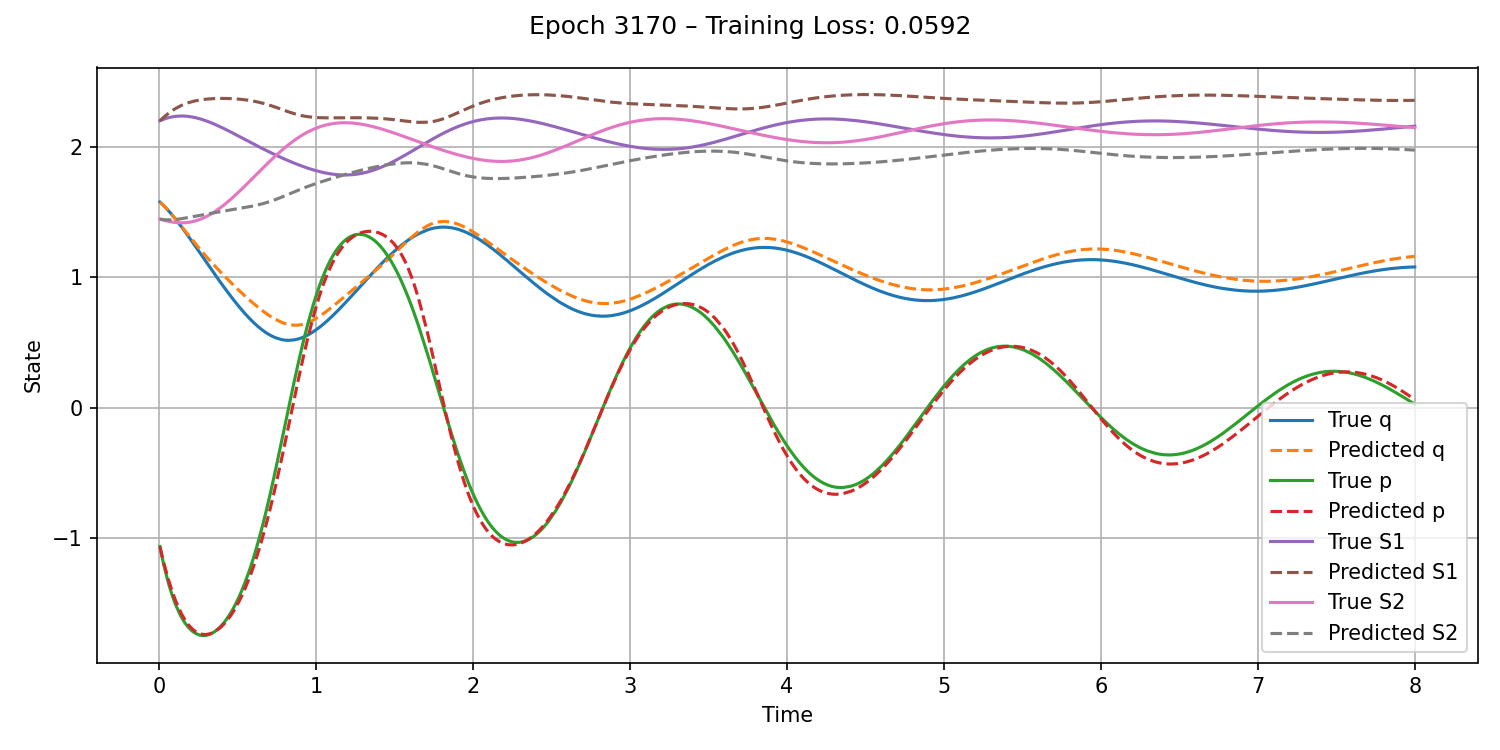 Epoch 3170 – Training Loss: 0.0592
State
2
1
0
−1
0 1 2 3 4 5 6 7 8
Time
True q
Predicted q
True p
Predicted p
True S1
Predicted S1
True S2
Predicted S2